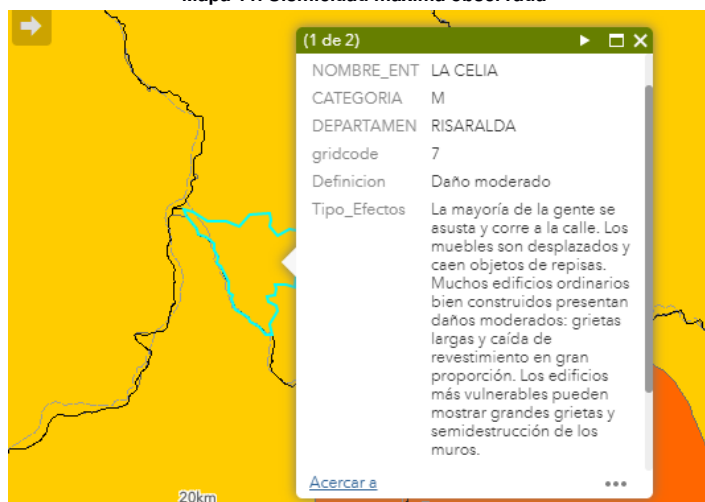 (1 de 2)
NOMBRE_ENT LA CELIA
CATEGORIA M
DEPARTAMEN RISARALDA
gridcode 7
Definicion Daño moderado
Tipo_Efectos La mayoría de la gente se
asusta y corre a la calle. Los
muebles son desplazados y
caen objetos de repisas.
Muchos edificios ordinarios
bien construidos presentan
daños moderados: grietas
largas y caída de
revestimiento en gran
proporción. Los edificios
más vulnerables pueden
mostrar grandes grietas y
semidestrucción de los
muros.
Acercar a
20km